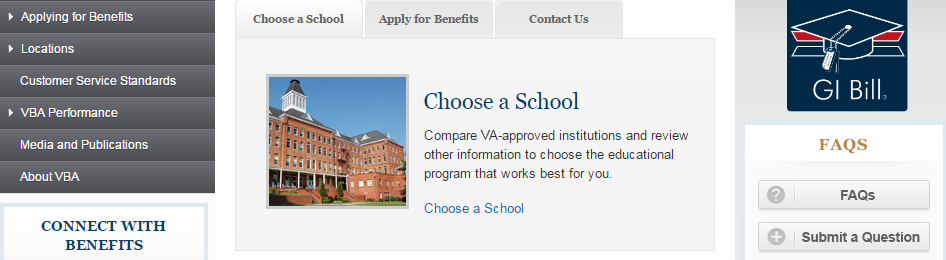 Applying for Benefits
Locations
Customer Service Standards
VBA Performance
Media and Publications
About VBA
CONNECT WITH
BENEFITS
Choose a School
Apply for Benefits
Contact Us
Choose a School
Compare VA-approved institutions and review
other information to choose the educational
program that works best for you.
Choose a School
GI Bill®
FAQS
FAQs
Submit a Question